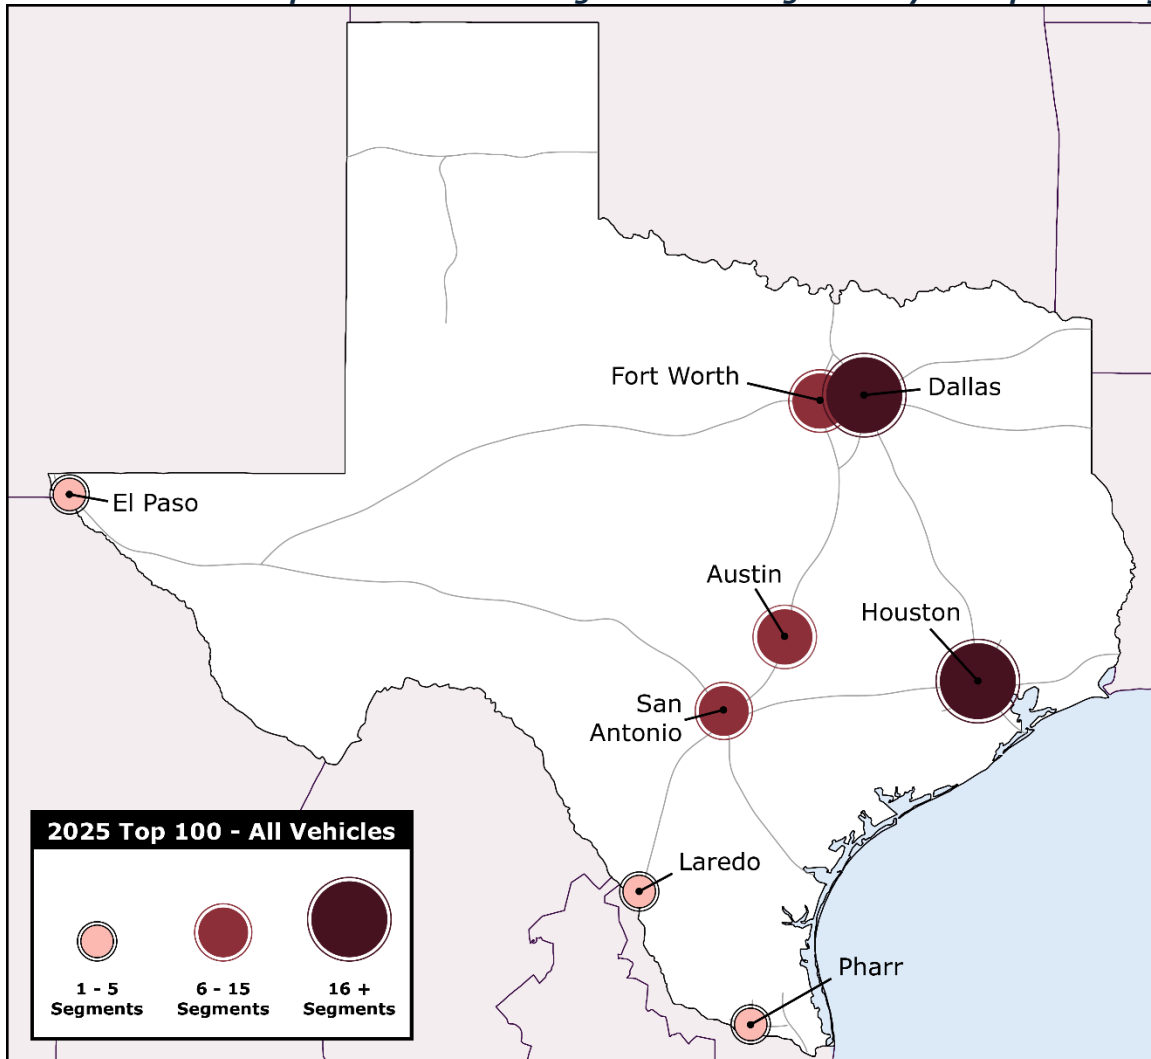 Fort Worth
Dallas
El Paso
Austin
Houston
San
Antonio
Laredo
Pharr
2025 Top 100 - All Vehicles
1 - 5
Segments
6 - 15
Segments
16 +
Segments